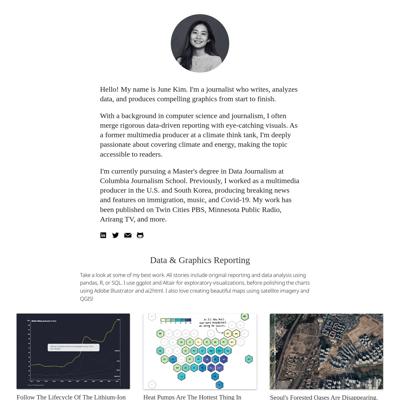 Hello! My name is June Kim. I'm a journalist who writes, analyzes
data, and produces compelling graphics from start to finish.
With a background in computer science and journalism, I often
merge rigorous data-driven reporting with eye-catching visuals. As
a former multimedia producer at a climate think tank, I'm deeply
passionate about covering climate and energy, making the topic
accessible to readers.
I'm currently pursuing a Master's degree in Data Journalism at
Columbia Journalism School. Previously, I worked as a multimedia
producer in the U.S. and South Korea, producing breaking news
and features on immigration, music, and Covid-19. My work has
been published on Twin Cities PBS, Minnesota Public Radio,
Arirang TV, and more.
Data & Graphics Reporting
Take a look at some of my best work. All stories include original reporting and data analysis using
pandas, R, or SQL. I use ggplot and Altair for exploratory visualizations, before polishing the charts
using Adobe Illustrator and ai2html. I also love creating beautiful maps using satellite imagery and
QGIS!
Follow The Lifecycle Of The Lithium-Ion
Heat Pumps Are The Hottest Thing In
Seoul's Forested Oases Are Disappearing.